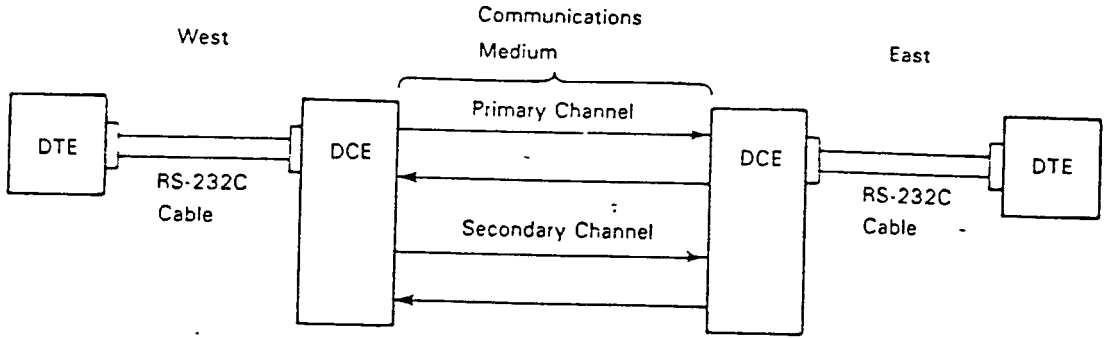 West
Communications
Medium
East
Primary Channel
DTE
DCE
DCE
DTE
RS-232C
Cable
RS-232C
Cable
Secondary Channel